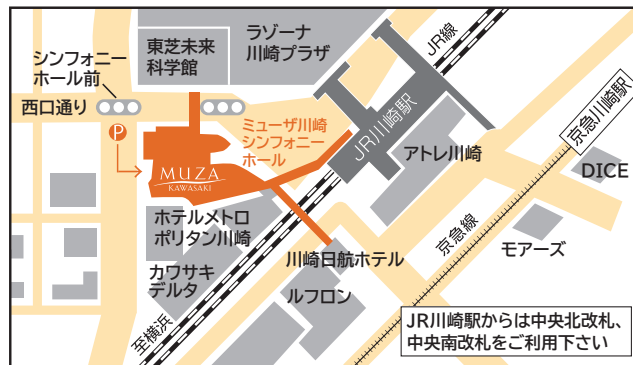 シンフォニー
ホール前
東芝未来
科学館
ラゾーナ
川崎プラザ
JR線
西口通り
P
ミューザ川崎
シンフォニー
ホール
JR川崎駅
京急川崎駅
MUZA
KAWASAKI
アトレ川崎
DICE
ホテルメトロ
ポリタン川崎
京急線
モアーズ
川崎日航ホテル
カワサキ
デルタ
ルフロン
至横浜
JR川崎駅からは中央北改札、
中央南改札をご利用下さい